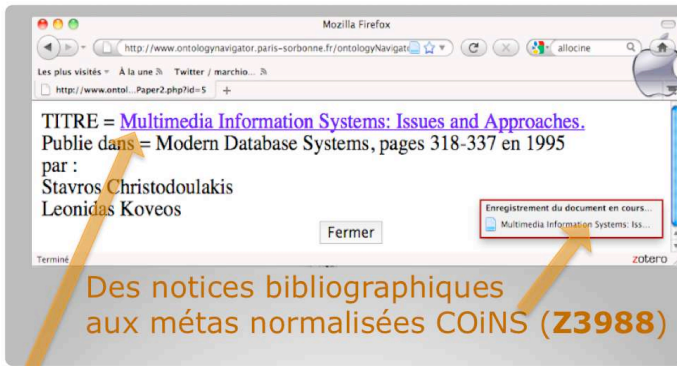 Mozilla Firefox
http://www.ontologynavigator.paris-sorbonne.fr/ontologyNavigat
allocine
Les plus visités À la une Twitter / marchio...
http://www.ontol...Paper2.php?id=5 +
TITRE = Multimedia Information Systems: Issues and Approaches.
Publie dans = Modern Database Systems, pages 318-337 en 1995
par :
Stavros Christodoulakis
Leonidas Koveos
Enregistrement du document en cours...
Multimedia Information Systems: Iss...
Fermer
Terminé
zotero
Des notices bibliographiques
aux métas normalisées COiNS (Z3988)